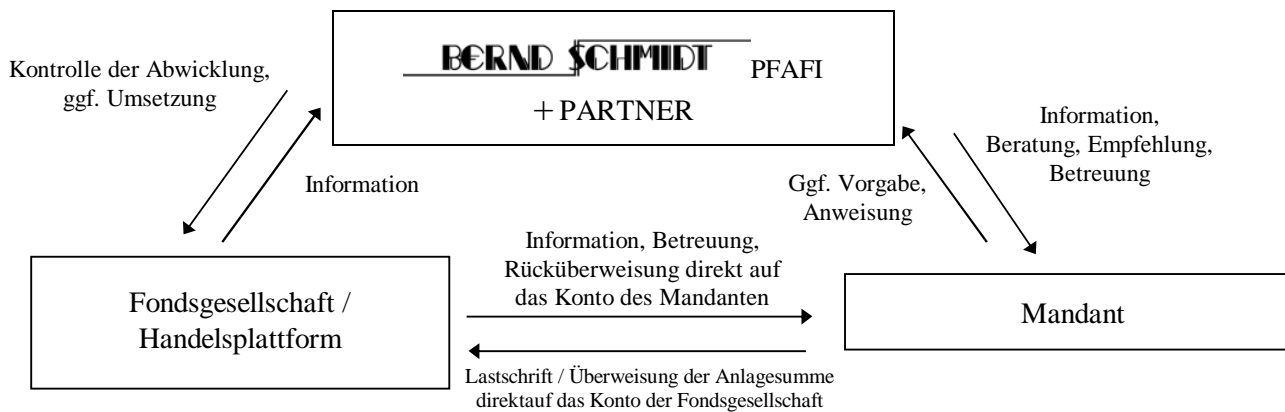 BERND SCHMIDT PFAFI
+ PARTNER
Kontrolle der Abwicklung,
ggf. Umsetzung
Information
Information,
Beratung, Empfehlung,
Betreuung
Ggf. Vorgabe,
Anweisung
Fondsgesellschaft /
Handelsplattform
Information, Betreuung,
Rücküberweisung direkt auf
das Konto des Mandanten
Mandant
Lastschrift / Überweisung der Anlagesumme
direktauf das Konto der Fondsgesellschaft